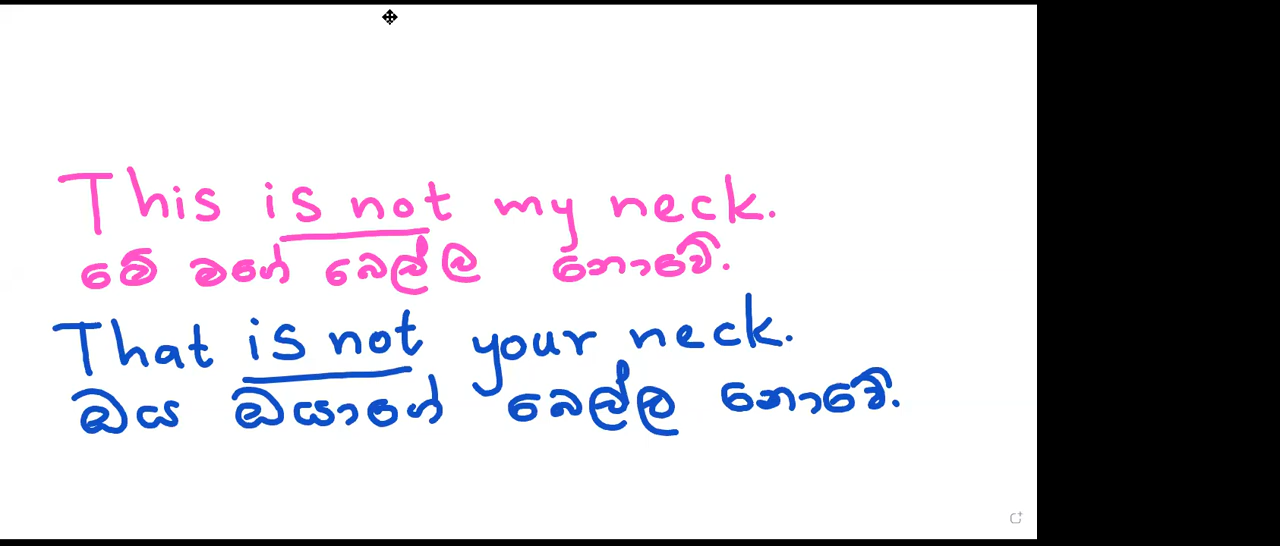 This is not my neck.
මේ මගේ බෙල්ල නොවේ.
That is not your neck.
ඔය ඔයාගේ බෙල්ල නොවේ.